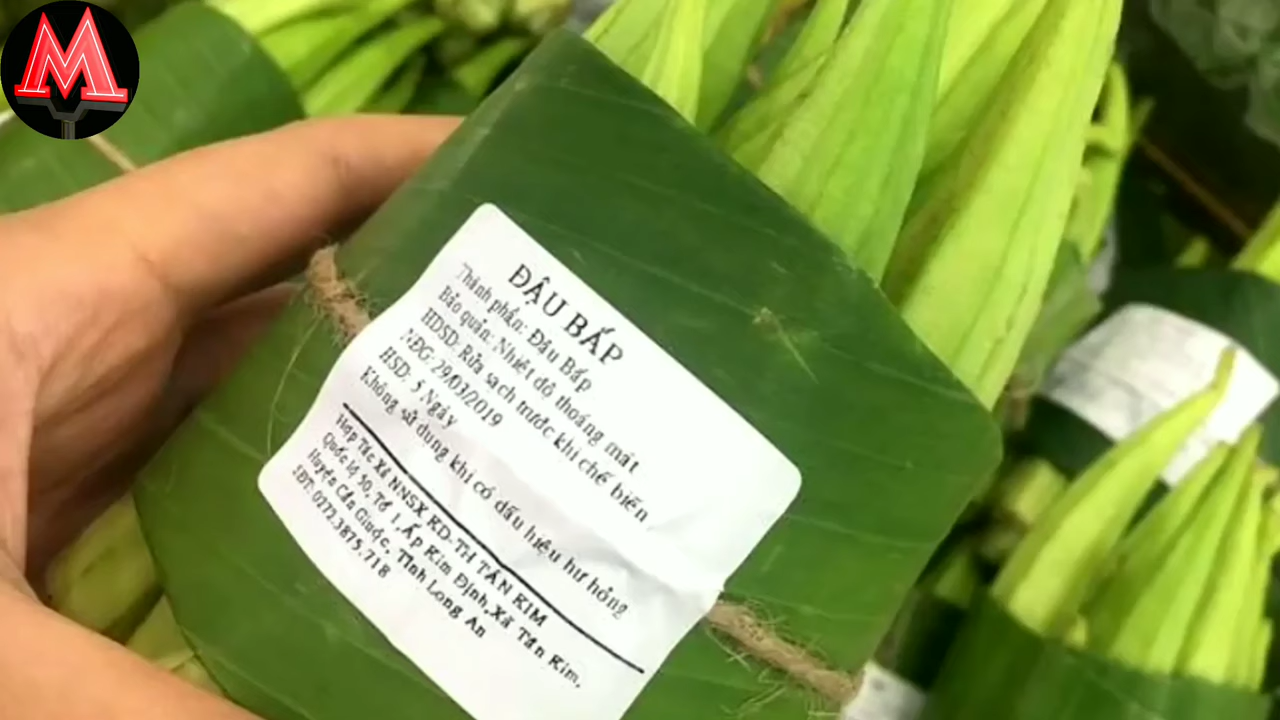 M
ĐẬU BẤP
Thành phần: Đậu Bấp
Bảo quản: Nhiệt độ thoáng mát
HDSD: Rửa sạch trước khi chế biến
NĐG: 29/03/2019
HSD: 5 Ngày
Không sử dụng khi có dấu hiệu hư hỏng
Hợp Tác Xã NNSX KD-TH TÂN KIM
Quốc lộ 50, Tổ 1, Ấp Kim Định, Xã Tân Kim,
Huyện Cần Giuộc, Tỉnh Long An
SĐT: 0272.3875.718